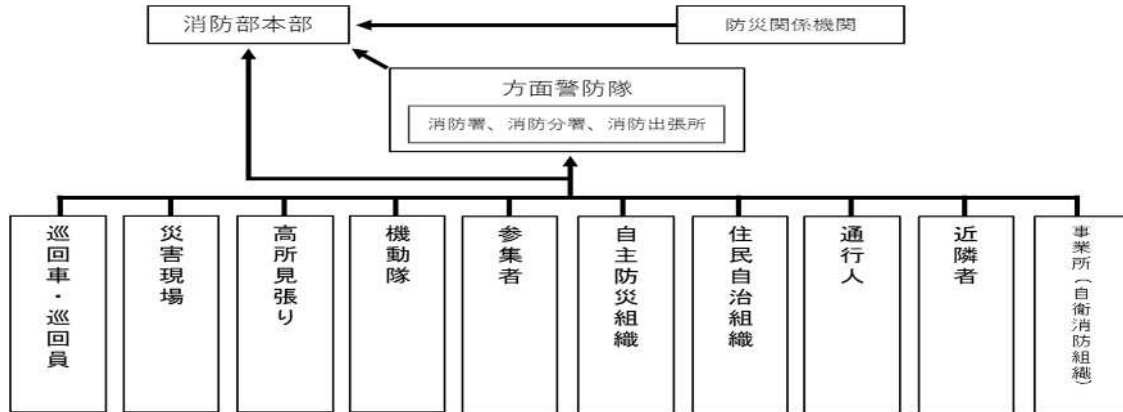 消防部本部
防災関係機関
方面警防隊
消防署、消防分署、消防出張所
巡回車・巡回員
災害現場
高所見張り
機動隊
参集者
自主防災組織
住民自治組織
通行人
近隣者
事業所（自衛消防組織）